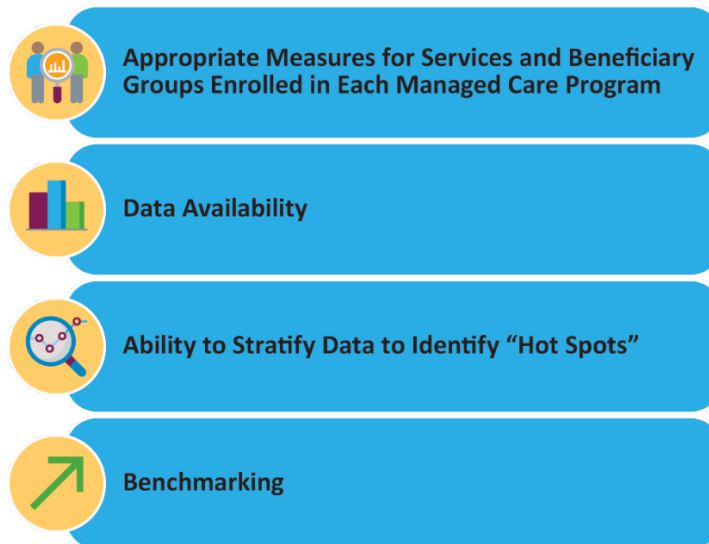 Appropriate Measures for Services and Beneficiary
Groups Enrolled in Each Managed Care Program
Data Availability
Ability to Stratify Data to Identify “Hot Spots”
Benchmarking